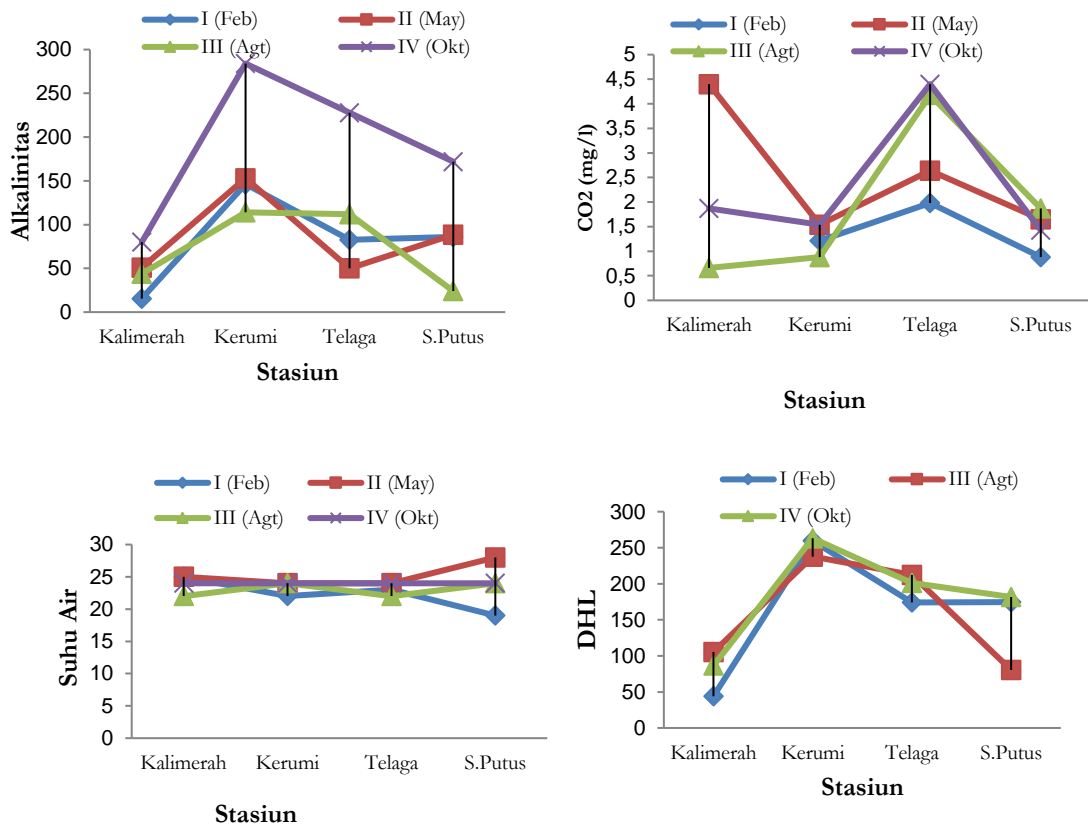 I (Feb) II (May)
III (Agt) IV (Okt)
Alkalinitas
300
250
200
150
100
50
0
Kalimerah Kerumi Telaga S.Putus
Stasiun
I (Feb) II (May)
III (Agt) IV (Okt)
CO2 (mg/l)
5
4,5
4
3,5
3
2,5
2
1,5
1
0,5
0
Kalimerah Kerumi Telaga S.Putus
Stasiun
I (Feb) II (May)
III (Agt) IV (Okt)
Suhu Air
30
25
20
15
10
5
0
Kalimerah Kerumi Telaga S.Putus
Stasiun
I (Feb) III (Agt)
IV (Okt)
DHL
300
250
200
150
100
50
0
Kalimerah Kerumi Telaga S.Putus
Stasiun